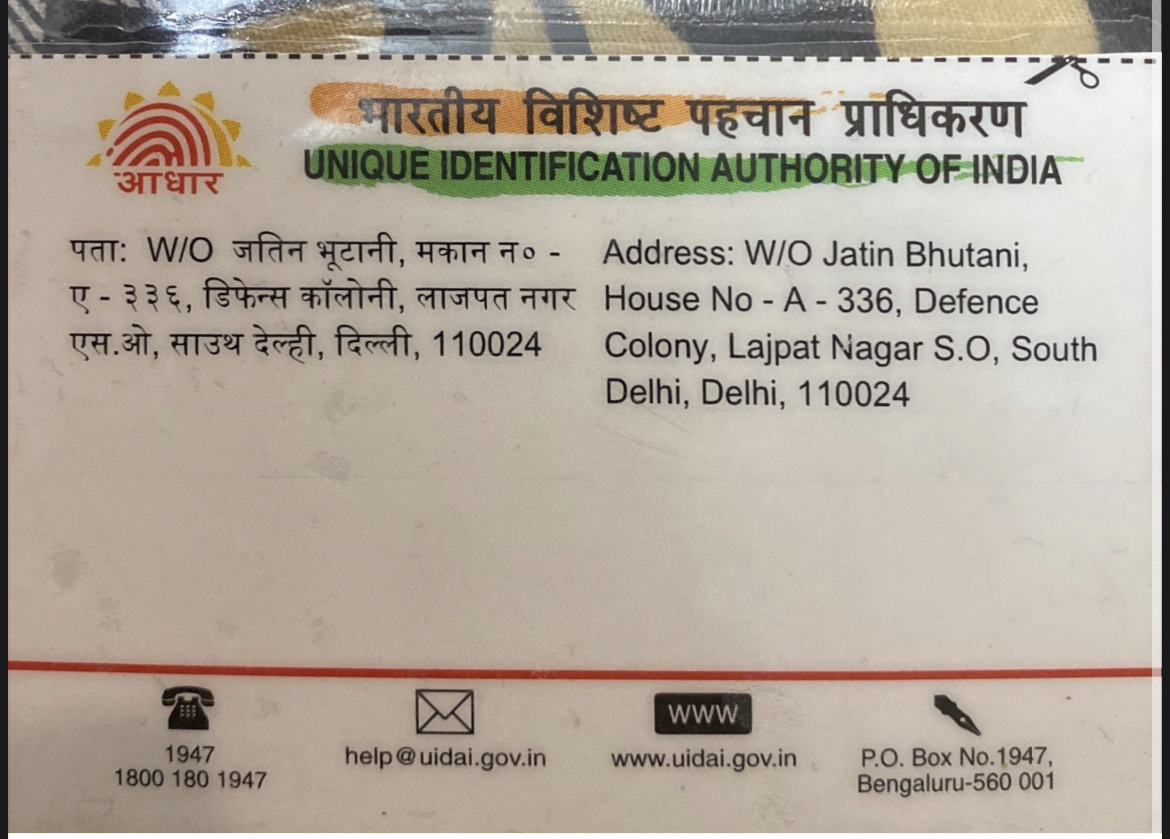 भारतीय विशिष्ट पहचान प्राधिकरण
UNIQUE IDENTIFICATION AUTHORITY OF INDIA
आधार
पता: W/O जतिन भूटानी, मकान न० -
ए - ३३६, डिफेन्स कॉलोनी, लाजपत नगर
एस.ओ, साउथ देल्ही, दिल्ली, 110024
Address: W/O Jatin Bhutani,
House No - A - 336, Defence
Colony, Lajpat Nagar S.O, South
Delhi, Delhi, 110024
1947
1800 180 1947
help@uidai.gov.in
WWW
www.uidai.gov.in
P.O. Box No.1947,
Bengaluru-560 001